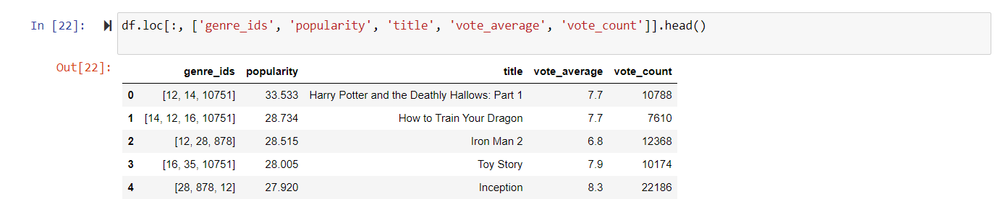 In [22]: df.loc[:, ['genre_ids', 'popularity', 'title', 'vote_average', 'vote_count']].head()
Out[22]:
genre_ids popularity title vote_average vote_count
0 [12, 14, 10751] 33.533 Harry Potter and the Deathly Hallows: Part 1 7.7 10788
1 [14, 12, 16, 10751] 28.734 How to Train Your Dragon 7.7 7610
2 [12, 28, 878] 28.515 Iron Man 2 6.8 12368
3 [16, 35, 10751] 28.005 Toy Story 7.9 10174
4 [28, 878, 12] 27.920 Inception 8.3 22186